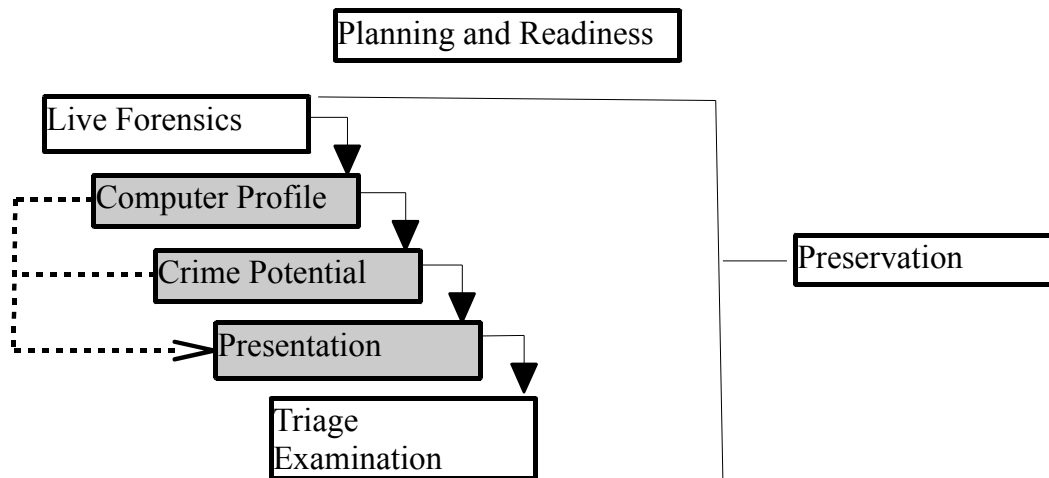 Planning and Readiness
Live Forensics
Computer Profile
Crime Potential
Preservation
Presentation
Triage
Examination